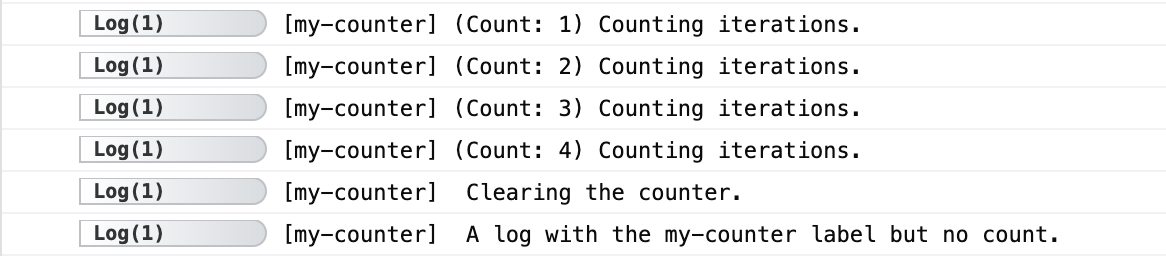 Log(1) [my-counter] (Count: 1) Counting iterations.
Log(1) [my-counter] (Count: 2) Counting iterations.
Log(1) [my-counter] (Count: 3) Counting iterations.
Log(1) [my-counter] (Count: 4) Counting iterations.
Log(1) [my-counter]  Clearing the counter.
Log(1) [my-counter]  A log with the my-counter label but no count.